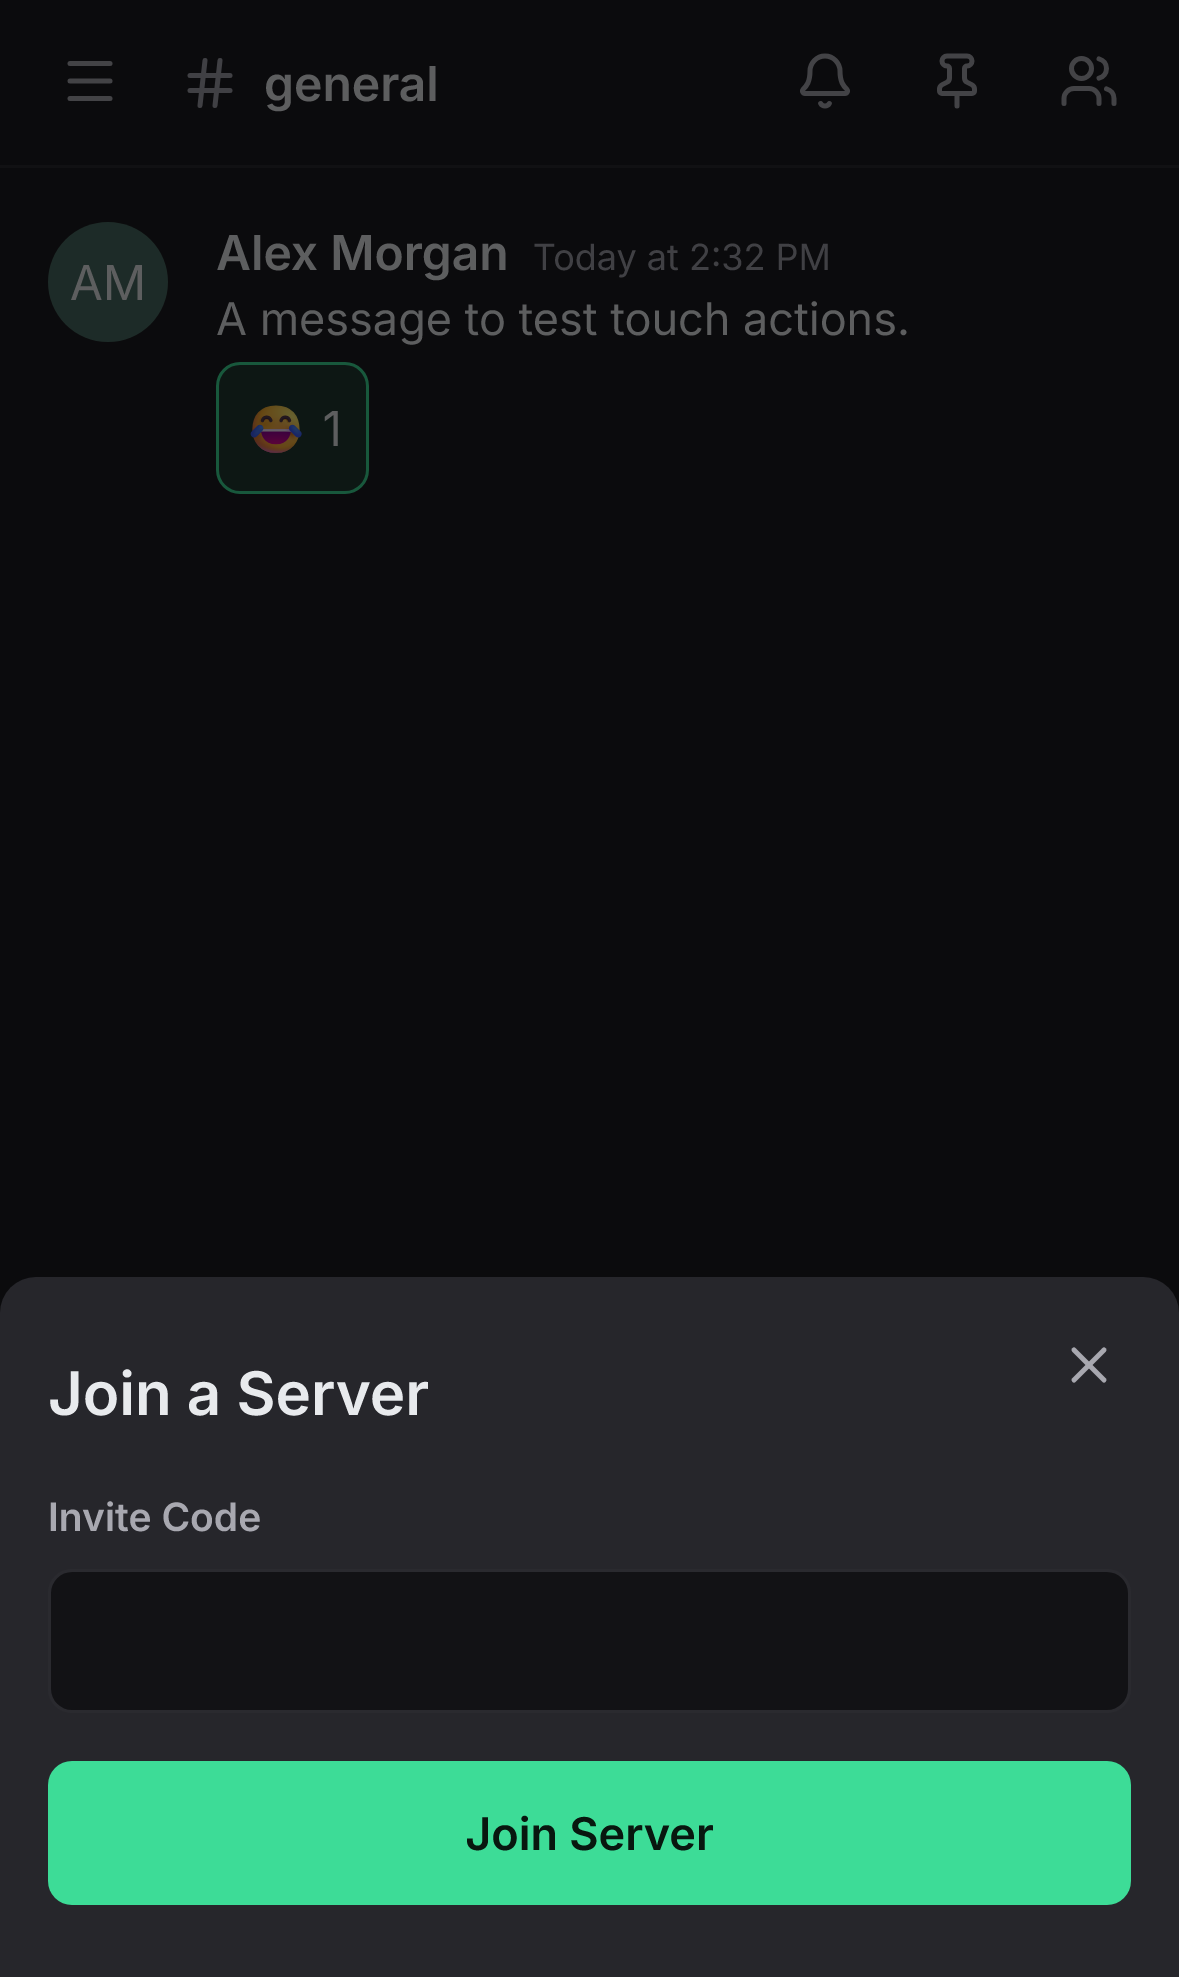 # general
AM
Alex Morgan Today at 2:32 PM
A message to test touch actions.
😂 1
Join a Server
Invite Code
Join Server